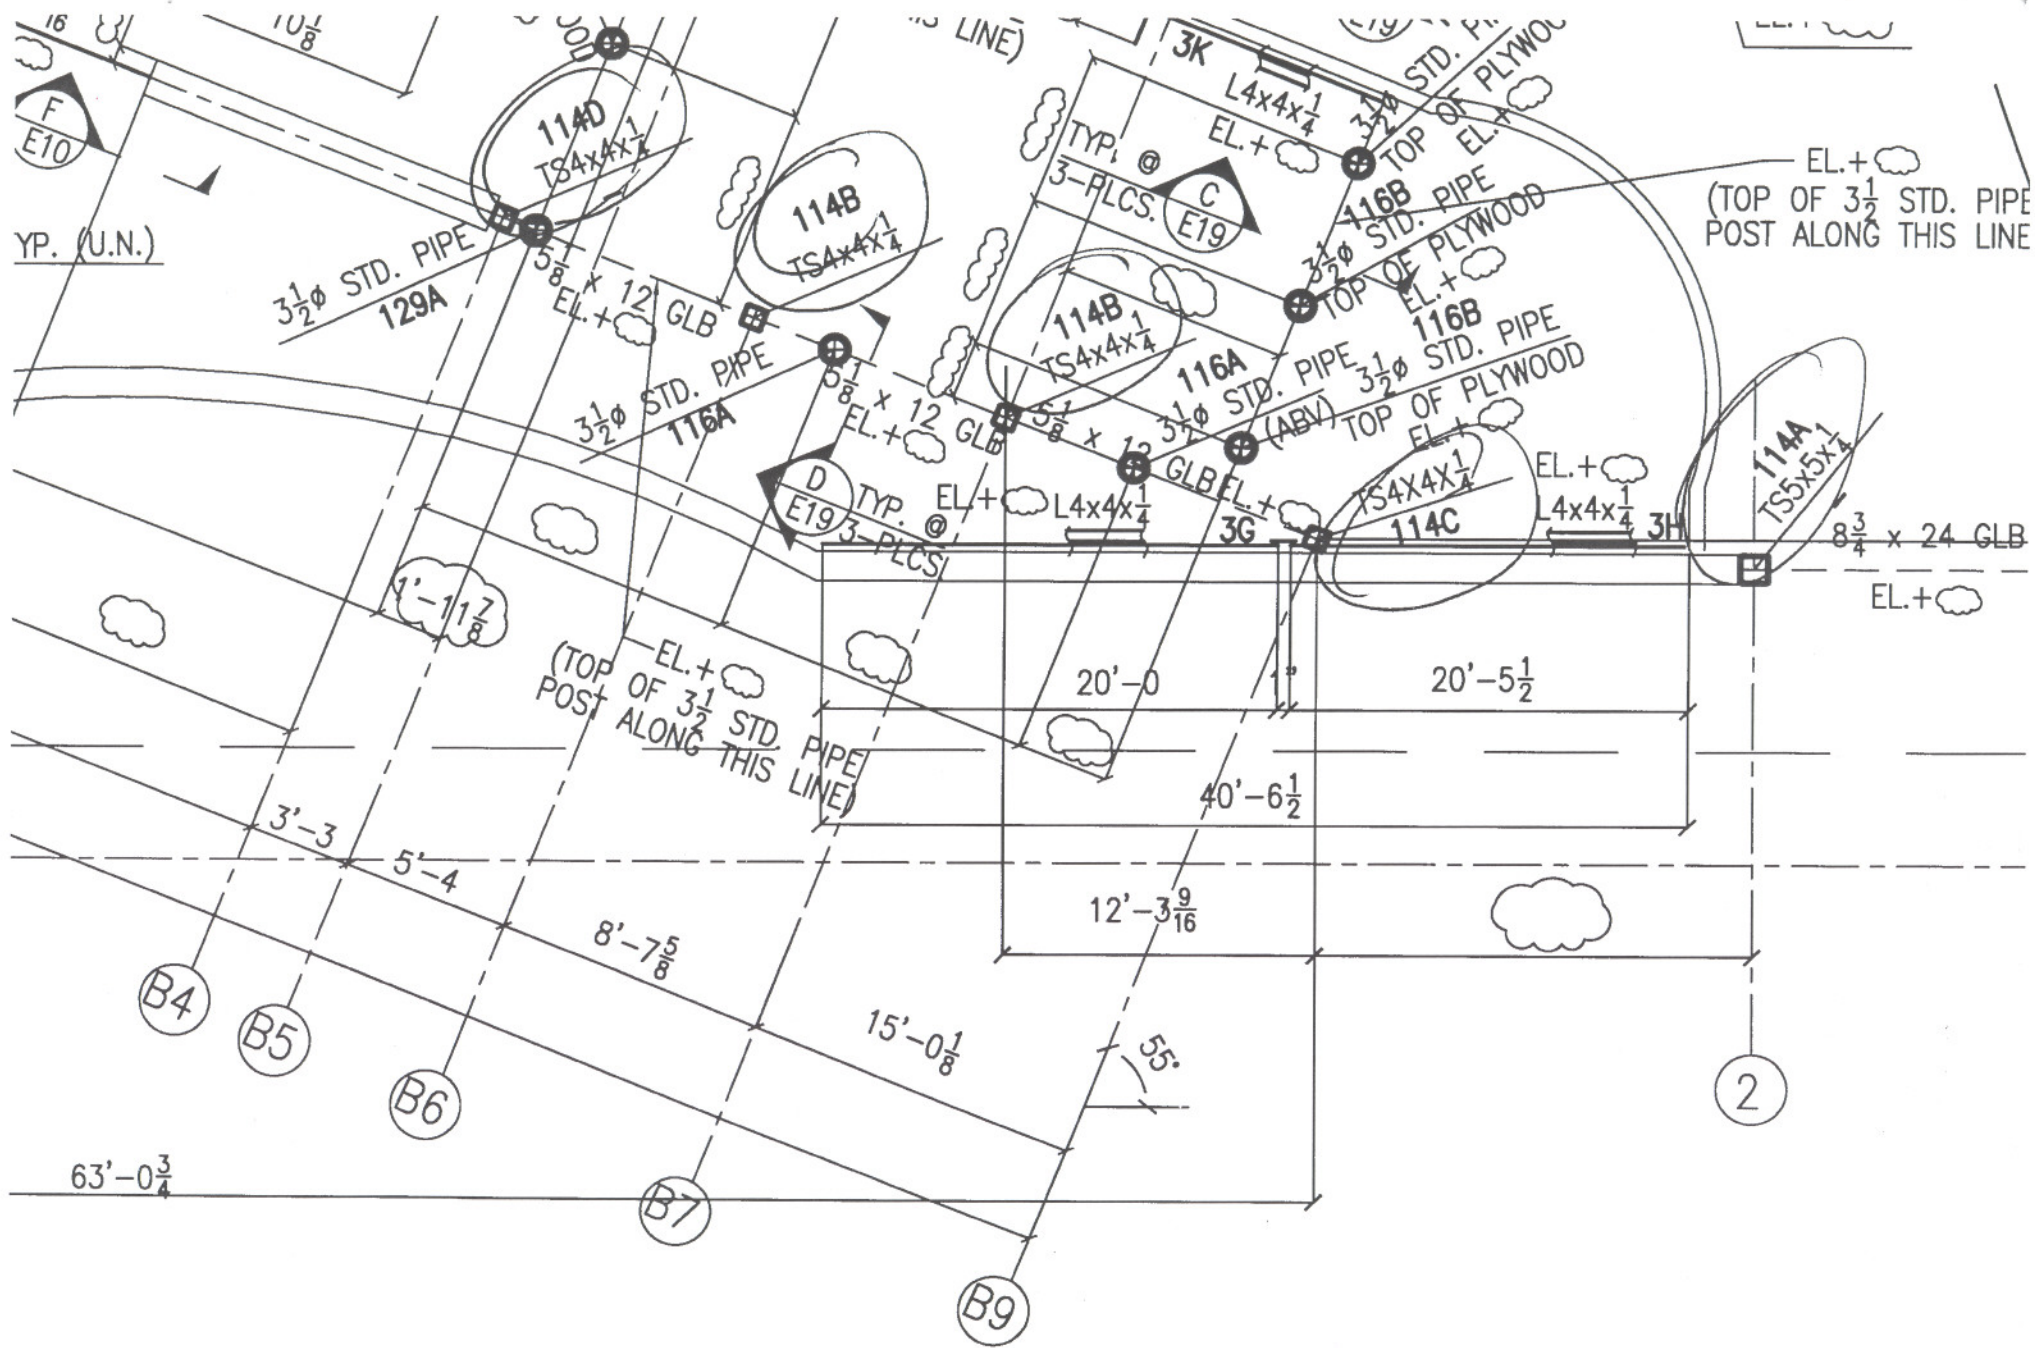 10 1/8
LINE)
3K
L4x4x1/4
EL.+
STD.
TOP OF PLYWOOD
EL.+
3 1/2ø
F
E10
114D
TS4x4x1/4
114B
TS4x4x1/4
TYP. @
3-PLCS.
C
E19
116B
3 1/2ø STD. PIPE
TOP OF PLYWOOD
EL.+
EL.+
(TOP OF 3 1/2 STD. PIPE
POST ALONG THIS LINE
YP. (U.N.)
3 1/2ø STD. PIPE
129A
5 1/8 x 12 GLB
EL.+
114B
TS4x4x1/4
116B
3 1/2ø STD. PIPE
TOP OF PLYWOOD
EL.+
116A
3 1/2ø STD. PIPE
(ABV)
3 1/2ø STD. PIPE
116A
5 1/8 x 12 GLB
EL.+
5 1/8 x 12 GLB
EL.+
D
E19
TYP. @
3-PLCS.
EL.+
L4x4x1/4
3G
TS4X4X1/4
114C
EL.+
L4x4x1/4
3H
114A
TS5x5x1/4
8 3/4 x 24 GLB
EL.+
1'-11 7/8
EL.+
(TOP OF 3 1/2 STD. PIPE
POST ALONG THIS LINE)
20'-0
1"
20'-5 1/2
40'-6 1/2
3'-3
5'-4
8'-7 5/8
15'-0 1/8
12'-3 9/16
55°
B4
B5
B6
B7
B9
2
63'-0 3/4